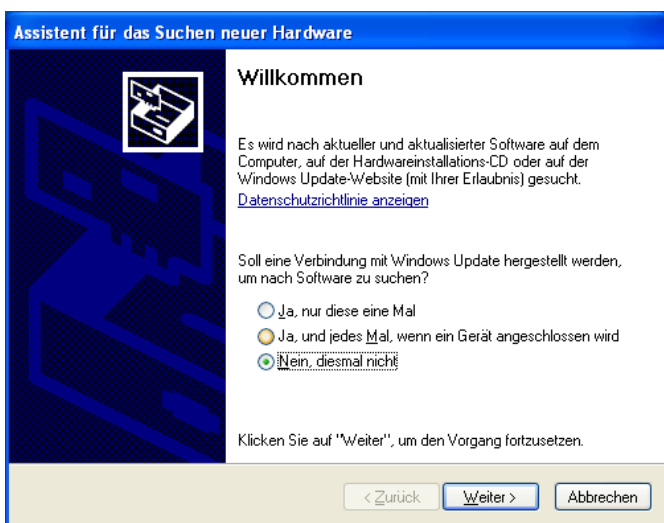 Assistent für das Suchen neuer Hardware
Willkommen
Es wird nach aktueller und aktualisierter Software auf dem
Computer, auf der Hardwareinstallations-CD oder auf der
Windows Update-Website (mit Ihrer Erlaubnis) gesucht.
Datenschutzrichtlinie anzeigen
Soll eine Verbindung mit Windows Update hergestellt werden,
um nach Software zu suchen?
Ja, nur diese eine Mal
Ja, und jedes Mal, wenn ein Gerät angeschlossen wird
Nein, diesmal nicht
Klicken Sie auf "Weiter", um den Vorgang fortzusetzen.
< Zurück Weiter > Abbrechen